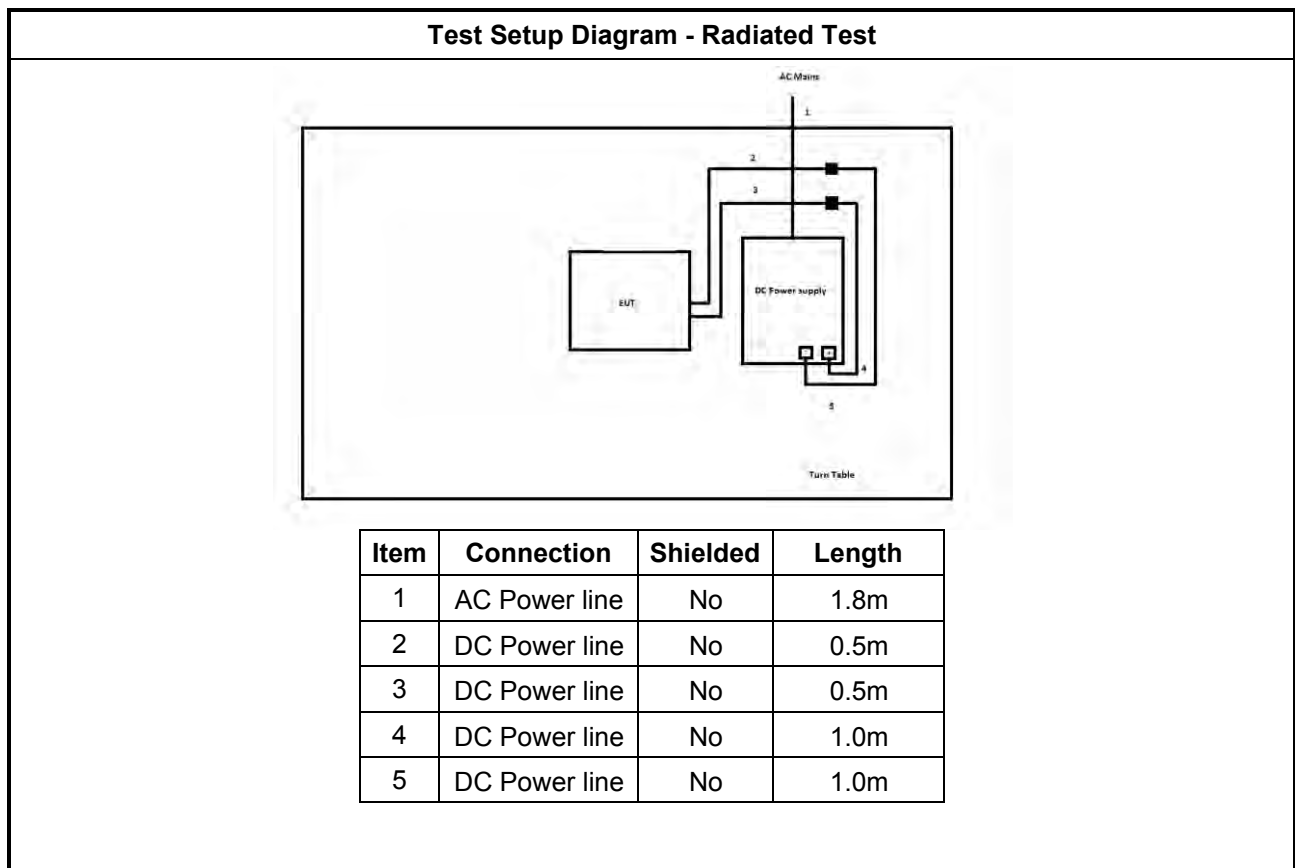 Test Setup Diagram - Radiated Test
AC Mains
1
2
3
EUT
DC Power supply
4
5
Turn Table
Item Connection Shielded Length
1 AC Power line No 1.8m
2 DC Power line No 0.5m
3 DC Power line No 0.5m
4 DC Power line No 1.0m
5 DC Power line No 1.0m